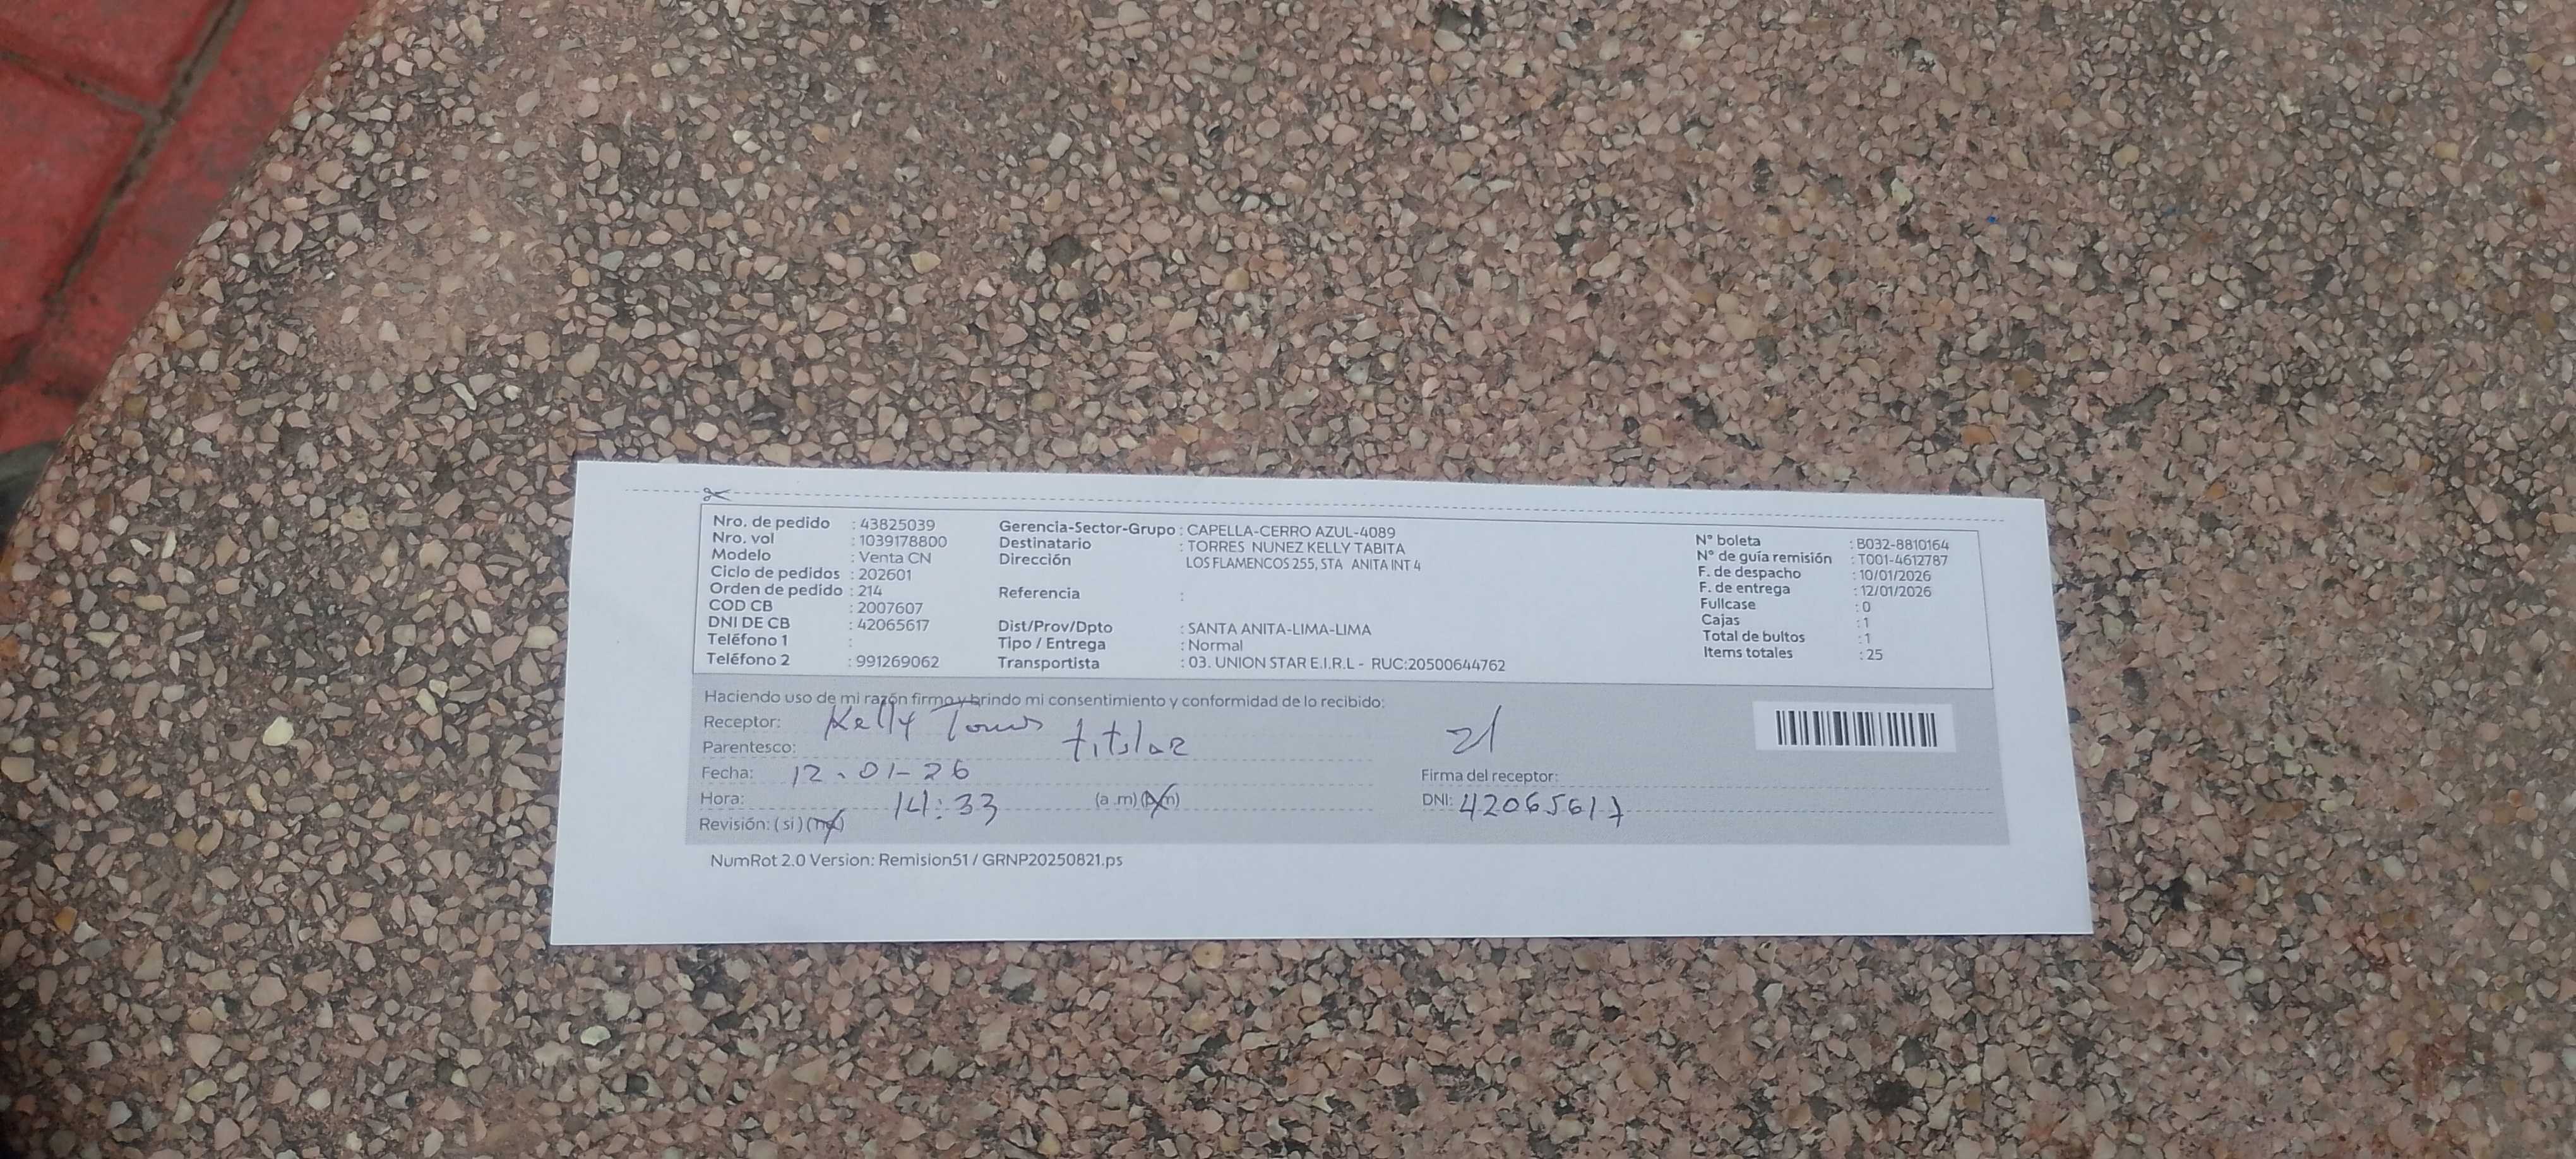 Nro. de pedido : 43825039
Nro. vol : 1039178800
Modelo : Venta CN
Ciclo de pedidos : 202601
Orden de pedido : 214
COD CB : 2007607
DNI DE CB : 42065617
Teléfono 1 :
Teléfono 2 : 991269062
Gerencia-Sector-Grupo : CAPELLA-CERRO AZUL-4089
Destinatario : TORRES NUNEZ KELLY TABITA
Dirección LOS FLAMENCOS 255, STA ANITA INT 4
Referencia :
Dist/Prov/Dpto : SANTA ANITA-LIMA-LIMA
Tipo / Entrega : Normal
Transportista : 03. UNION STAR E.I.R.L - RUC:20500644762
N° boleta : B032-8810164
N° de guía remisión : T001-4612787
F. de despacho : 10/01/2026
F. de entrega : 12/01/2026
Fullcase : 0
Cajas : 1
Total de bultos : 1
Items totales : 25
Haciendo uso de mi razón firmo y brindo mi consentimiento y conformidad de lo recibido:
Receptor: Kelly Torres
Parentesco: titular
Fecha: 12-01-26
Hora: 14:33 (a.m) (p.m)
Revisión: (si) (no)
Firma del receptor:
DNI: 42065617
NumRot 2.0 Version: Remision51 / GRNP20250821.ps